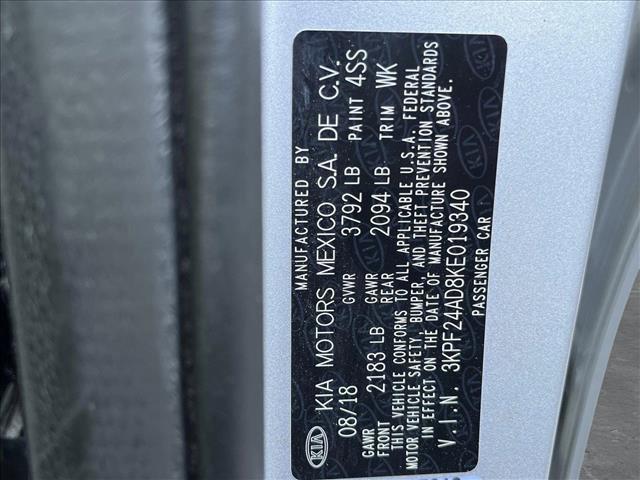 MANUFACTURED BY
KIA KIA MOTORS MEXICO S.A. DE C.V.
08/18 GVWR 3792 LB PAINT 4SS
GAWR FRONT 2183 LB GAWR REAR 2094 LB TRIM WK
THIS VEHICLE CONFORMS TO ALL APPLICABLE U.S.A. FEDERAL
MOTOR VEHICLE SAFETY, BUMPER, AND THEFT PREVENTION STANDARDS
IN EFFECT ON THE DATE OF MANUFACTURE SHOWN ABOVE.
V.I.N. 3KPF24AD8KE019340
PASSENGER CAR